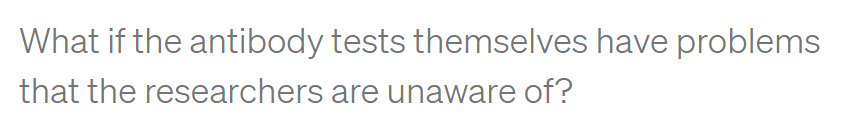 What if the antibody tests themselves have problems
that the researchers are unaware of?